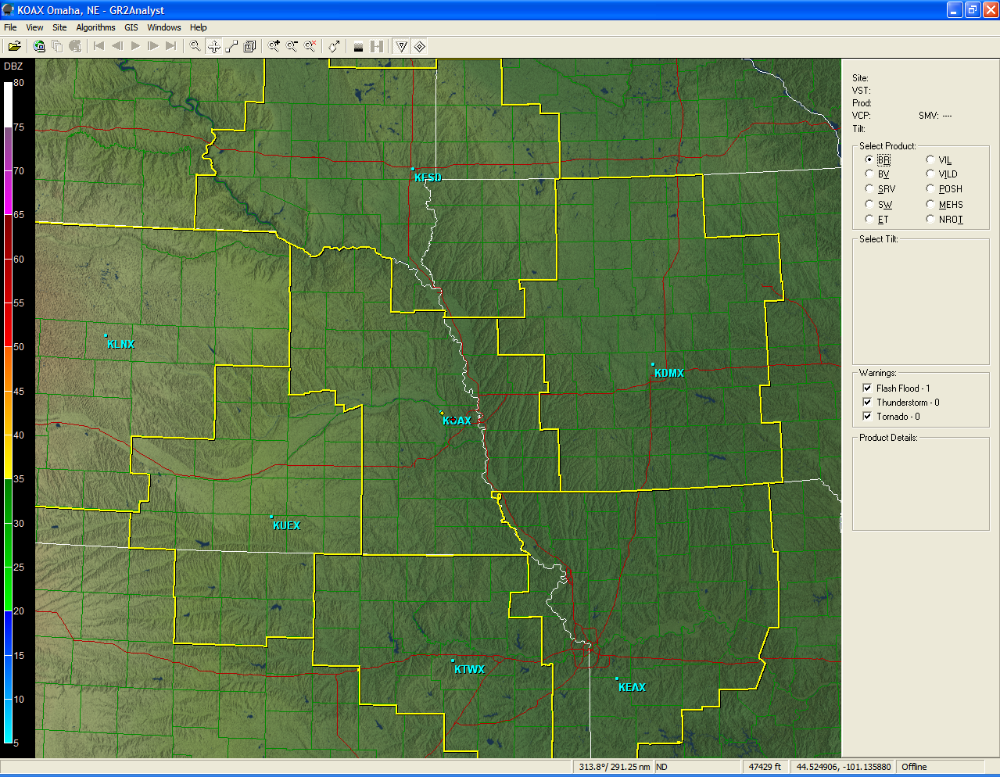 KOAX Omaha, NE - GR2Analyst
File View Site Algorithms GIS Windows Help
DBZ
80
75
70
65
60
55
50
45
40
35
30
25
20
15
10
5
KFSD
KLNX
KDMX
KOAX
KUEX
KTWX
KEAX
Site:
VST:
Prod:
VCP: SMV: ----
Tilt:
Select Product:
BR VIL
BV VILD
SRV POSH
SW MEHS
ET NROT
Select Tilt:
Warnings:
Flash Flood - 1
Thunderstorm - 0
Tornado - 0
Product Details:
313.8°/ 291.25 nm ND 47429 ft 44.524906, -101.135880 Offline